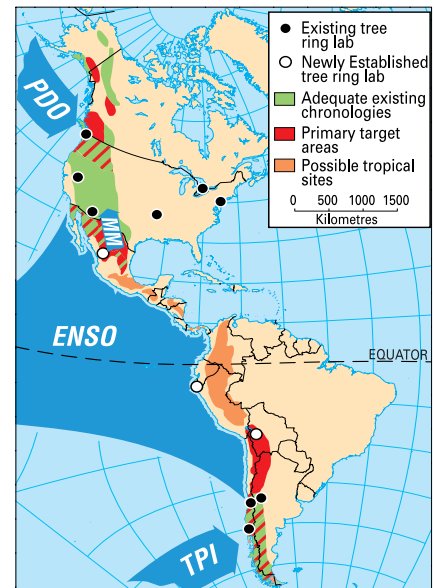 Existing tree
ring lab
Newly Established
tree ring lab
Adequate existing
chronologies
Primary target
areas
Possible tropical
sites
0 500 1000 1500
Kilometres
PDO
MM
ENSO
EQUATOR
TPI